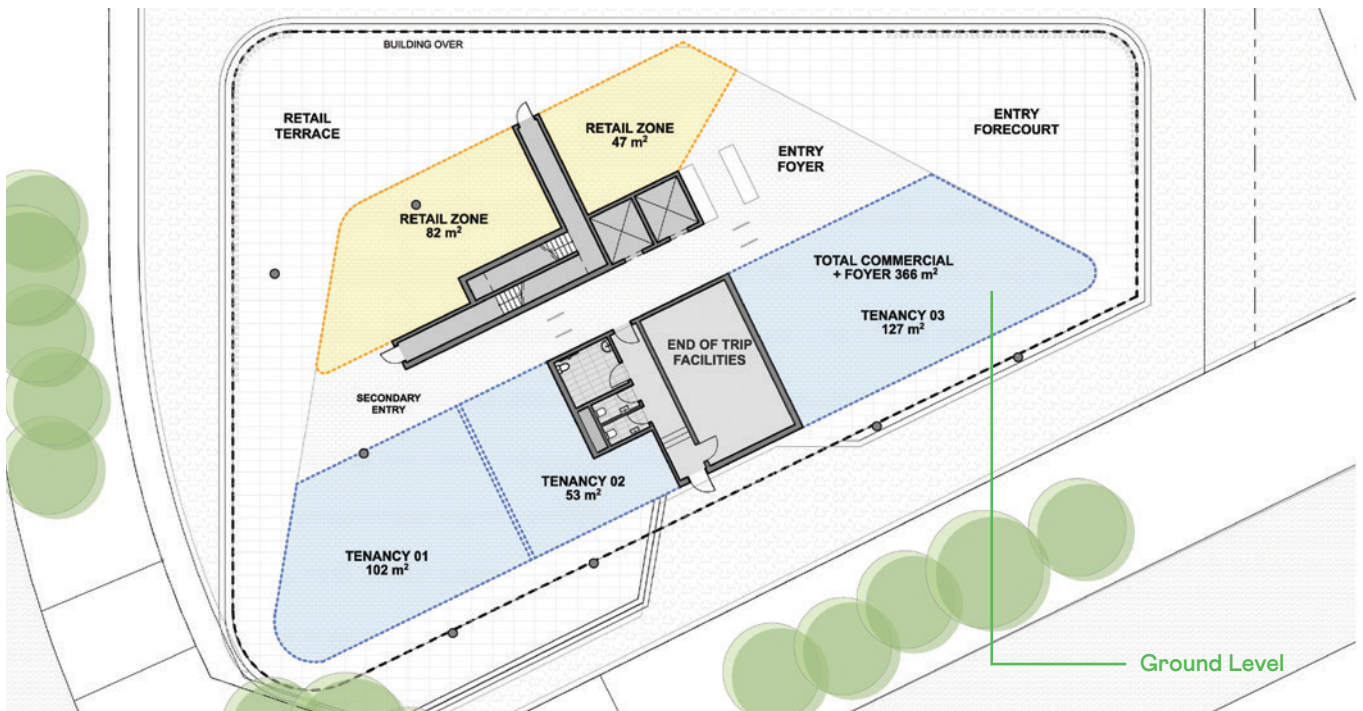 BUILDING OVER
RETAIL
TERRACE
RETAIL ZONE
47 m²
ENTRY
FORECOURT
ENTRY
FOYER
RETAIL ZONE
82 m²
TOTAL COMMERCIAL
+ FOYER 366 m²
TENANCY 03
127 m²
END OF TRIP
FACILITIES
SECONDARY
ENTRY
TENANCY 02
53 m²
TENANCY 01
102 m²
Ground Level